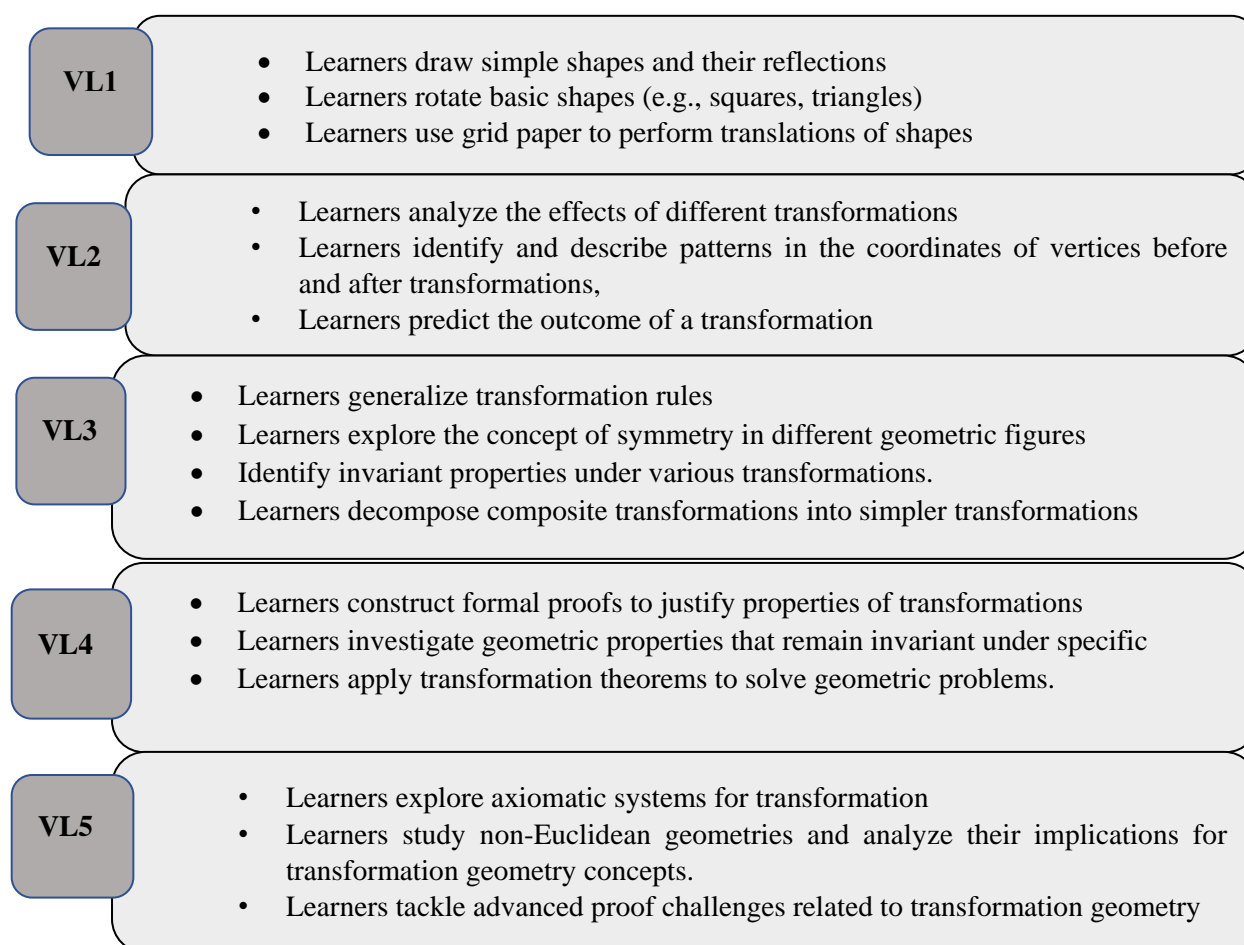 VL1
• Learners draw simple shapes and their reflections
• Learners rotate basic shapes (e.g., squares, triangles)
• Learners use grid paper to perform translations of shapes
VL2
• Learners analyze the effects of different transformations
• Learners identify and describe patterns in the coordinates of vertices before
and after transformations,
• Learners predict the outcome of a transformation
VL3
• Learners generalize transformation rules
• Learners explore the concept of symmetry in different geometric figures
• Identify invariant properties under various transformations.
• Learners decompose composite transformations into simpler transformations
VL4
• Learners construct formal proofs to justify properties of transformations
• Learners investigate geometric properties that remain invariant under specific
• Learners apply transformation theorems to solve geometric problems.
VL5
• Learners explore axiomatic systems for transformation
• Learners study non-Euclidean geometries and analyze their implications for
transformation geometry concepts.
• Learners tackle advanced proof challenges related to transformation geometry